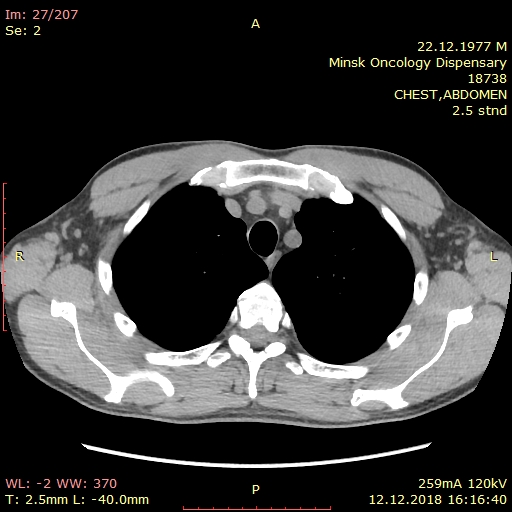 Im: 27/207
Se: 2
A
22.12.1977 M
Minsk Oncology Dispensary
18738
CHEST,ABDOMEN
2.5 stnd
R
L
WL: -2 WW: 370
T: 2.5mm L: -40.0mm
P
259mA 120kV
12.12.2018 16:16:40